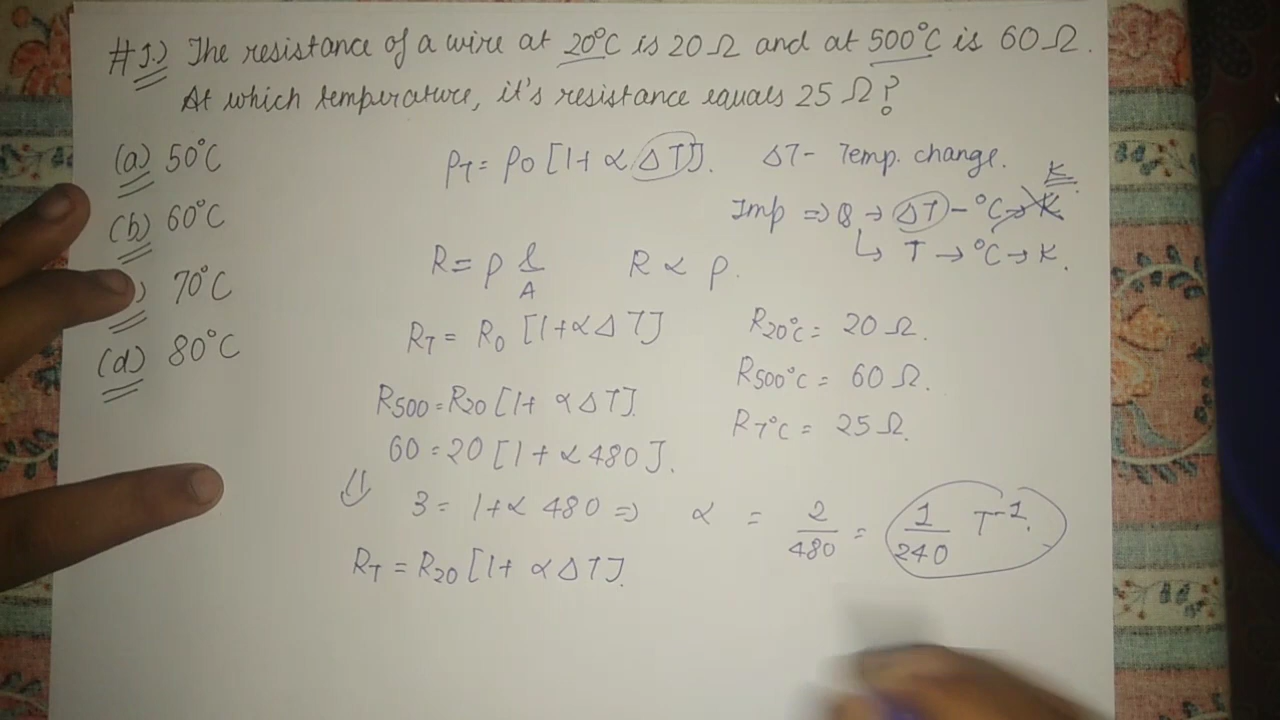 #1.) The resistance of a wire at 20°C is 20 Ω and at 500°C is 60 Ω.
At which temperature, it's resistance equals 25 Ω?
(a) 50°C
(b) 60°C
) 70°C
(d) 80°C
ρT = ρ0 [1 + α ΔT]. ΔT - Temp. change.
K
Imp => Q → ΔT - °C → K
↳ T → °C → K.
R = ρ l/A R ∝ ρ.
RT = R0 [1 + α Δ T] R20°C = 20 Ω.
R500°C = 60 Ω.
R500 = R20 [1 + α Δ T]. RT°C = 25 Ω.
60 = 20 [1 + α 480].
3 = 1 + α 480 => α = 2/480 = 1/240 T⁻¹.
RT = R20 [1 + α Δ T].